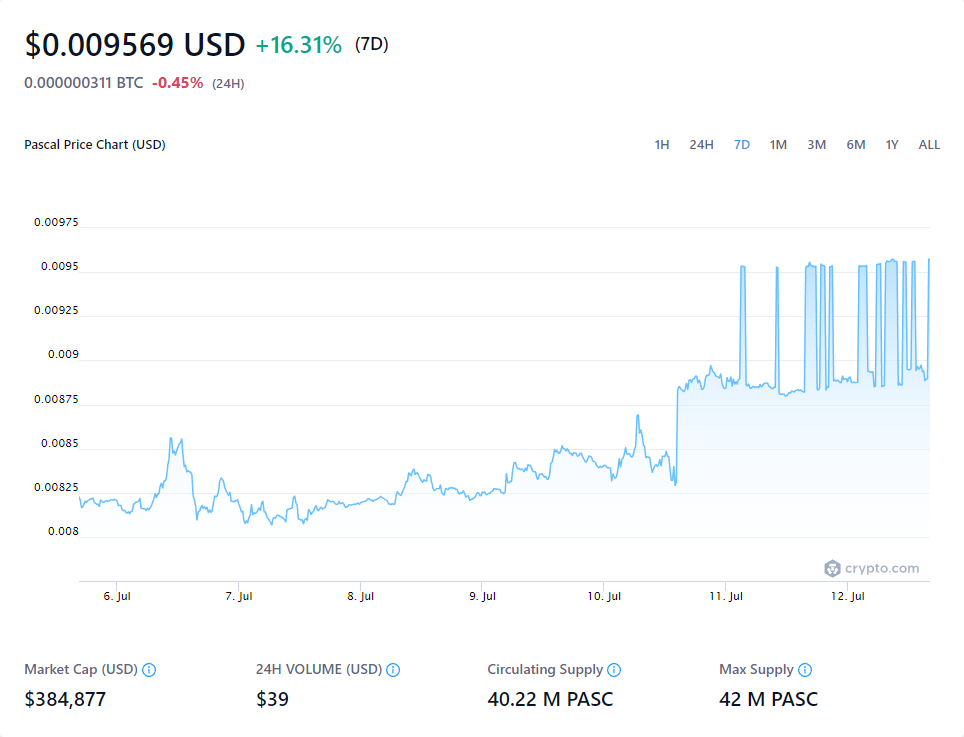 $0.009569 USD +16.31% (7D)
0.000000311 BTC -0.45% (24H)
Pascal Price Chart (USD) 1H 24H 7D 1M 3M 6M 1Y ALL
0.00975
0.0095
0.00925
0.009
0.00875
0.0085
0.00825
0.008
crypto.com
6. Jul 7. Jul 8. Jul 9. Jul 10. Jul 11. Jul 12. Jul
Market Cap (USD) 24H VOLUME (USD) Circulating Supply Max Supply
$384,877 $39 40.22 M PASC 42 M PASC